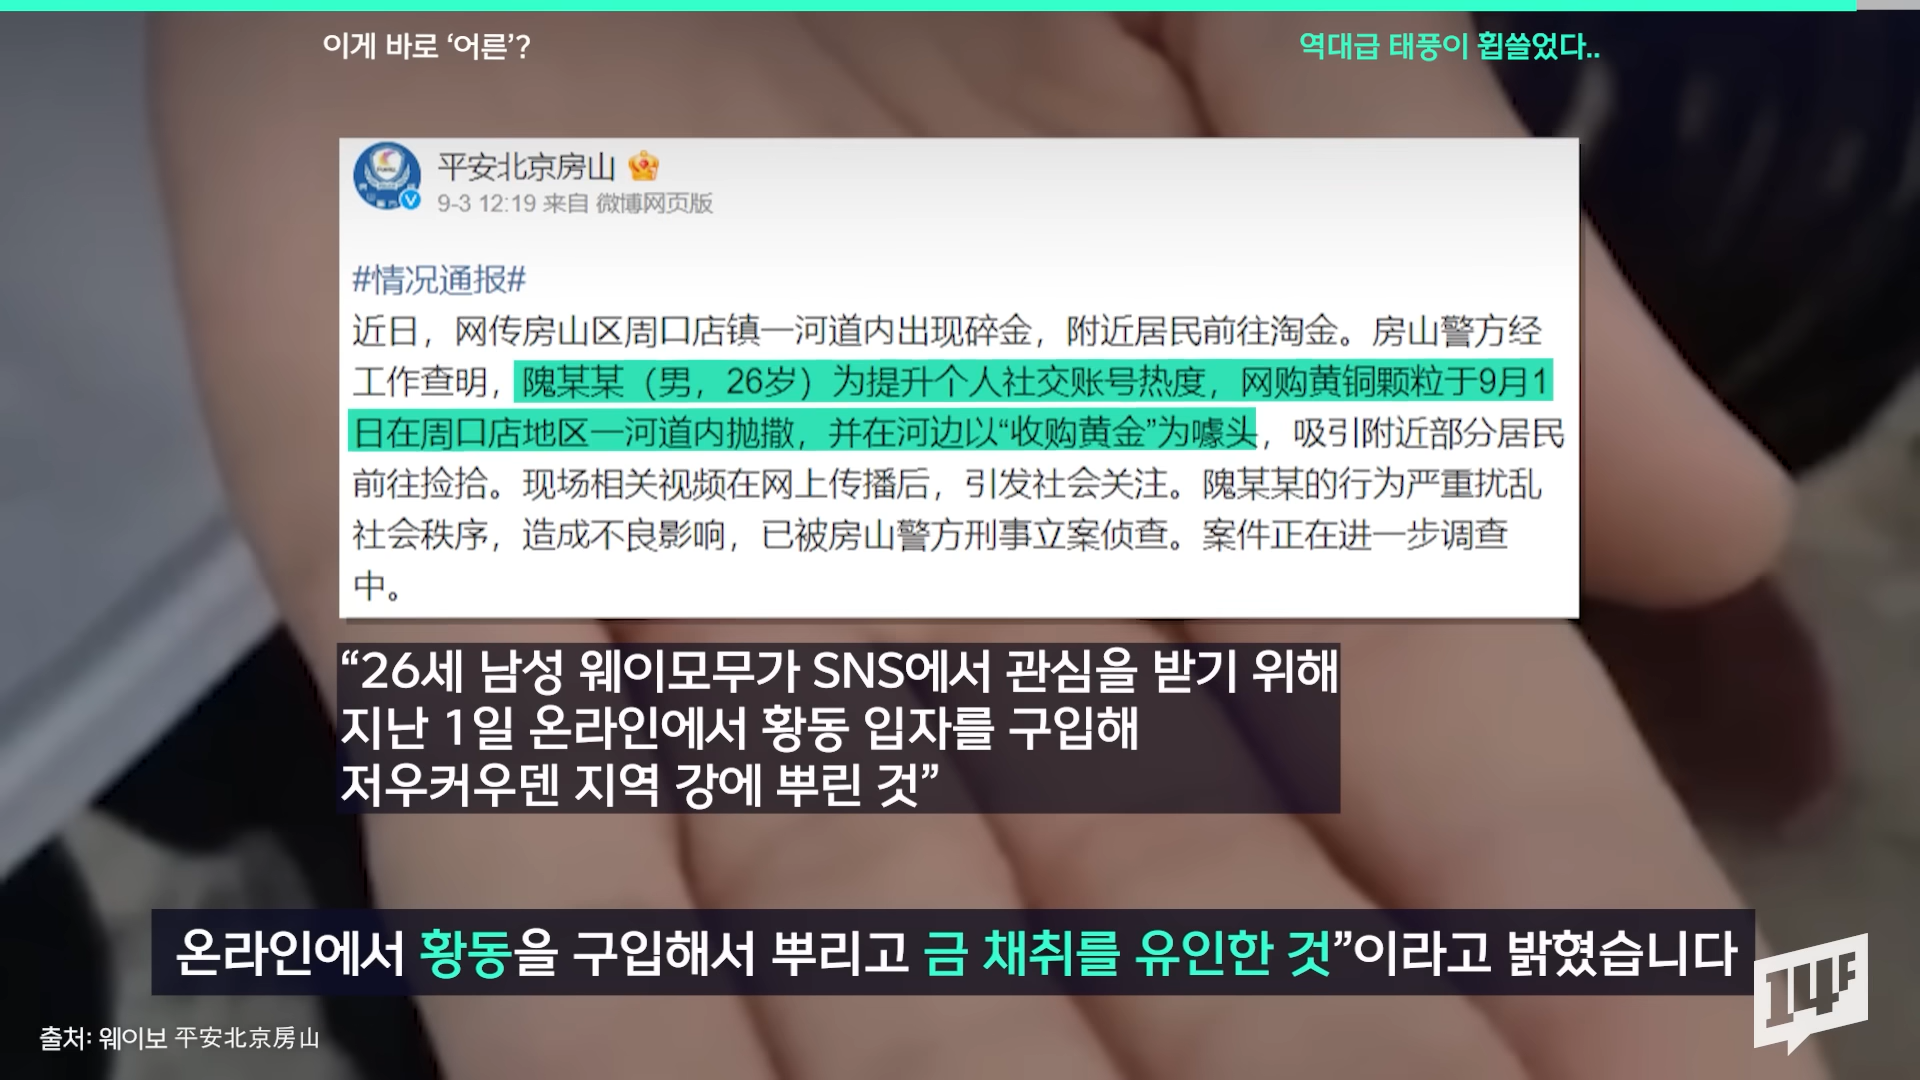 이게 바로 ‘어른’?
역대급 태풍이 휩쓸었다..
平安北京房山
9-3 12:19 来自 微博网页版
#情况通报#
近日，网传房山区周口店镇一河道内出现碎金，附近居民前往淘金。房山警方经
工作查明，隗某某（男，26岁）为提升个人社交账号热度，网购黄铜颗粒于9月1
日在周口店地区一河道内抛撒，并在河边以“收购黄金”为噱头，吸引附近部分居民
前往捡拾。现场相关视频在网上传播后，引发社会关注。隗某某的行为严重扰乱
社会秩序，造成不良影响，已被房山警方刑事立案侦查。案件正在进一步调查
中。
“26세 남성 웨이모무가 SNS에서 관심을 받기 위해
지난 1일 온라인에서 황동 입자를 구입해
저우커우덴 지역 강에 뿌린 것”
온라인에서 황동을 구입해서 뿌리고 금 채취를 유인한 것”이라고 밝혔습니다
14F
출처: 웨이보 平安北京房山